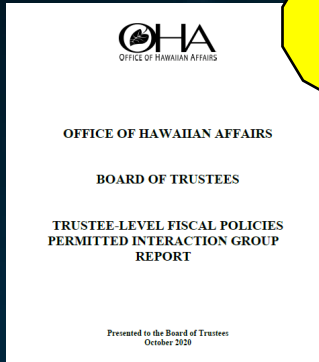 OHA
OFFICE OF HAWAIIAN AFFAIRS
OFFICE OF HAWAIIAN AFFAIRS
BOARD OF TRUSTEES
TRUSTEE-LEVEL FISCAL POLICIES
PERMITTED INTERACTION GROUP
REPORT
Presented to the Board of Trustees
October 2020